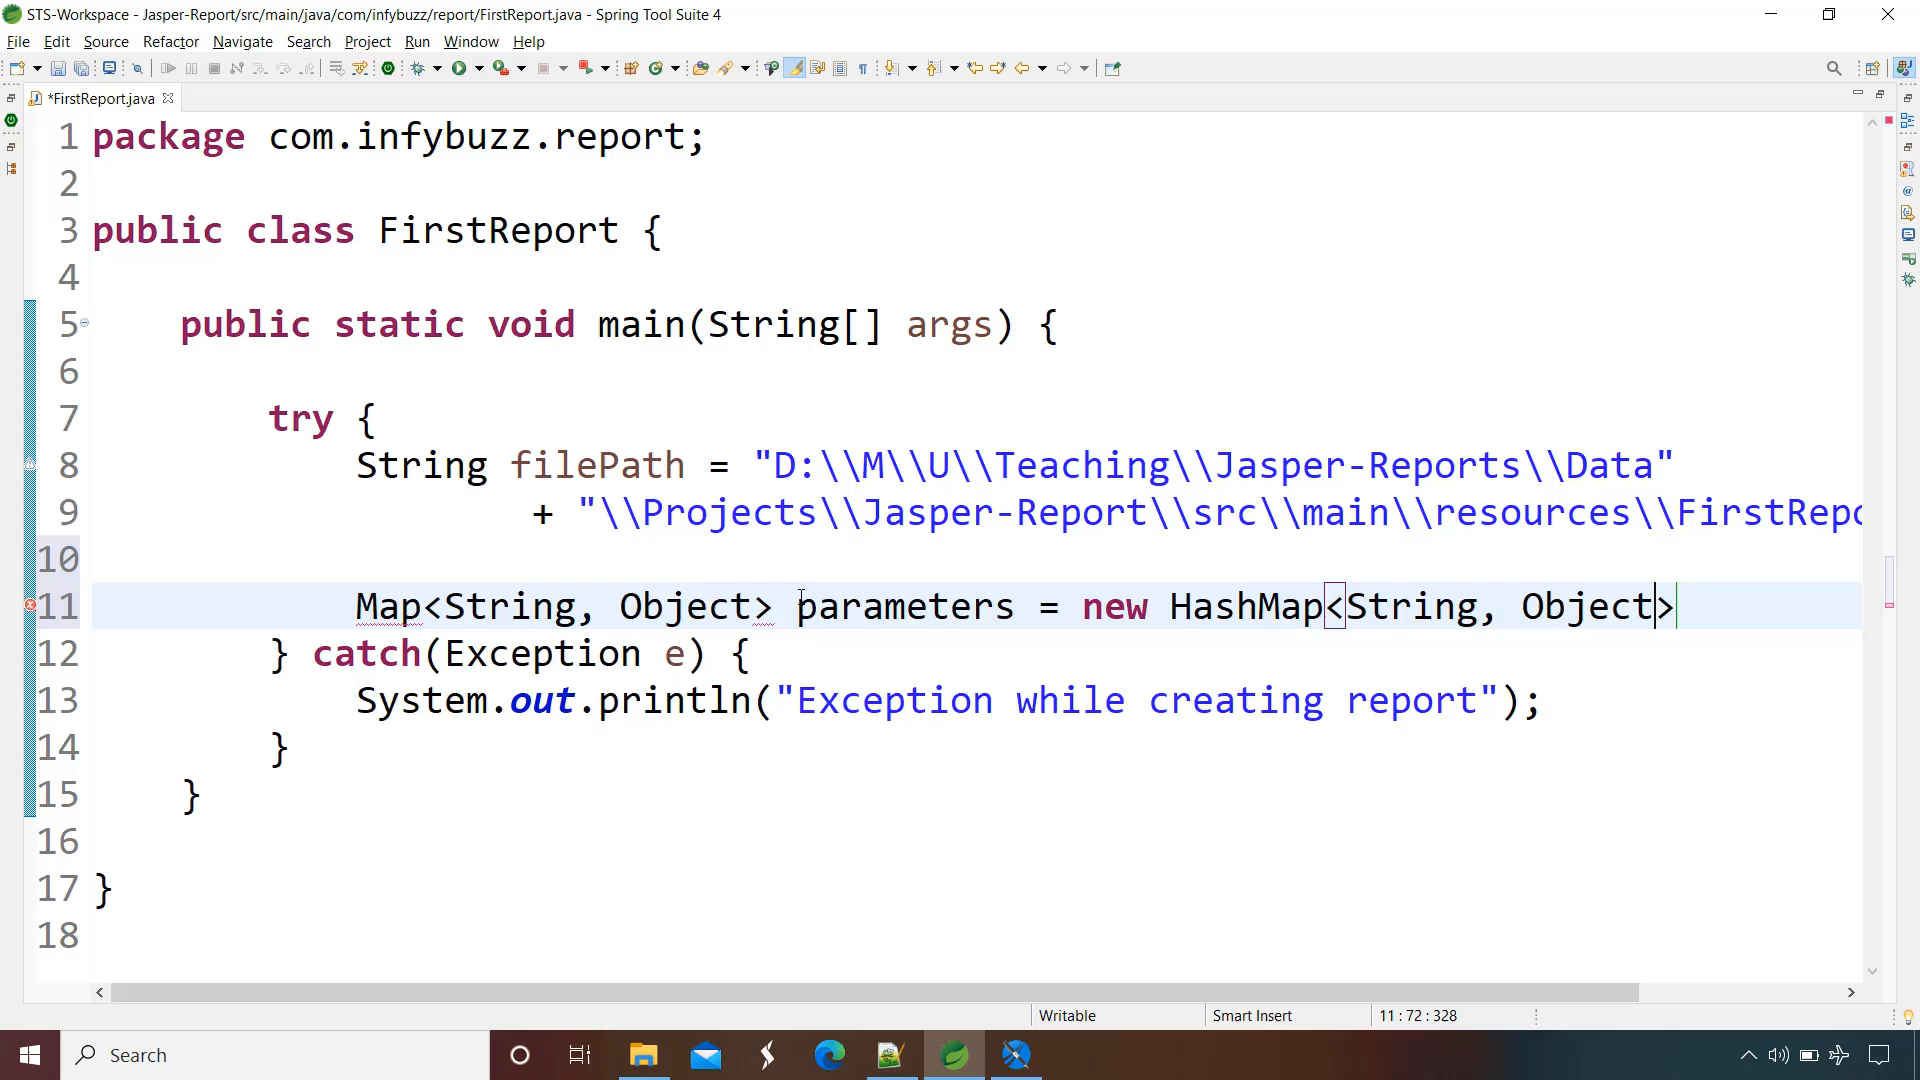 STS-Workspace - Jasper-Report/src/main/java/com/infybuzz/report/FirstReport.java - Spring Tool Suite 4
File Edit Source Refactor Navigate Search Project Run Window Help
*FirstReport.java
1 package com.infybuzz.report;
2
3 public class FirstReport {
4
5 public static void main(String[] args) {
6
7 try {
8 String filePath = "D:\\M\\U\\Teaching\\Jasper-Reports\\Data"
9 + "\\Projects\\Jasper-Report\\src\\main\\resources\\FirstRepo
10
11 Map<String, Object> parameters = new HashMap<String, Object>
12 } catch(Exception e) {
13 System.out.println("Exception while creating report");
14 }
15 }
16
17 }
18
Writable Smart Insert 11 : 72 : 328
Search